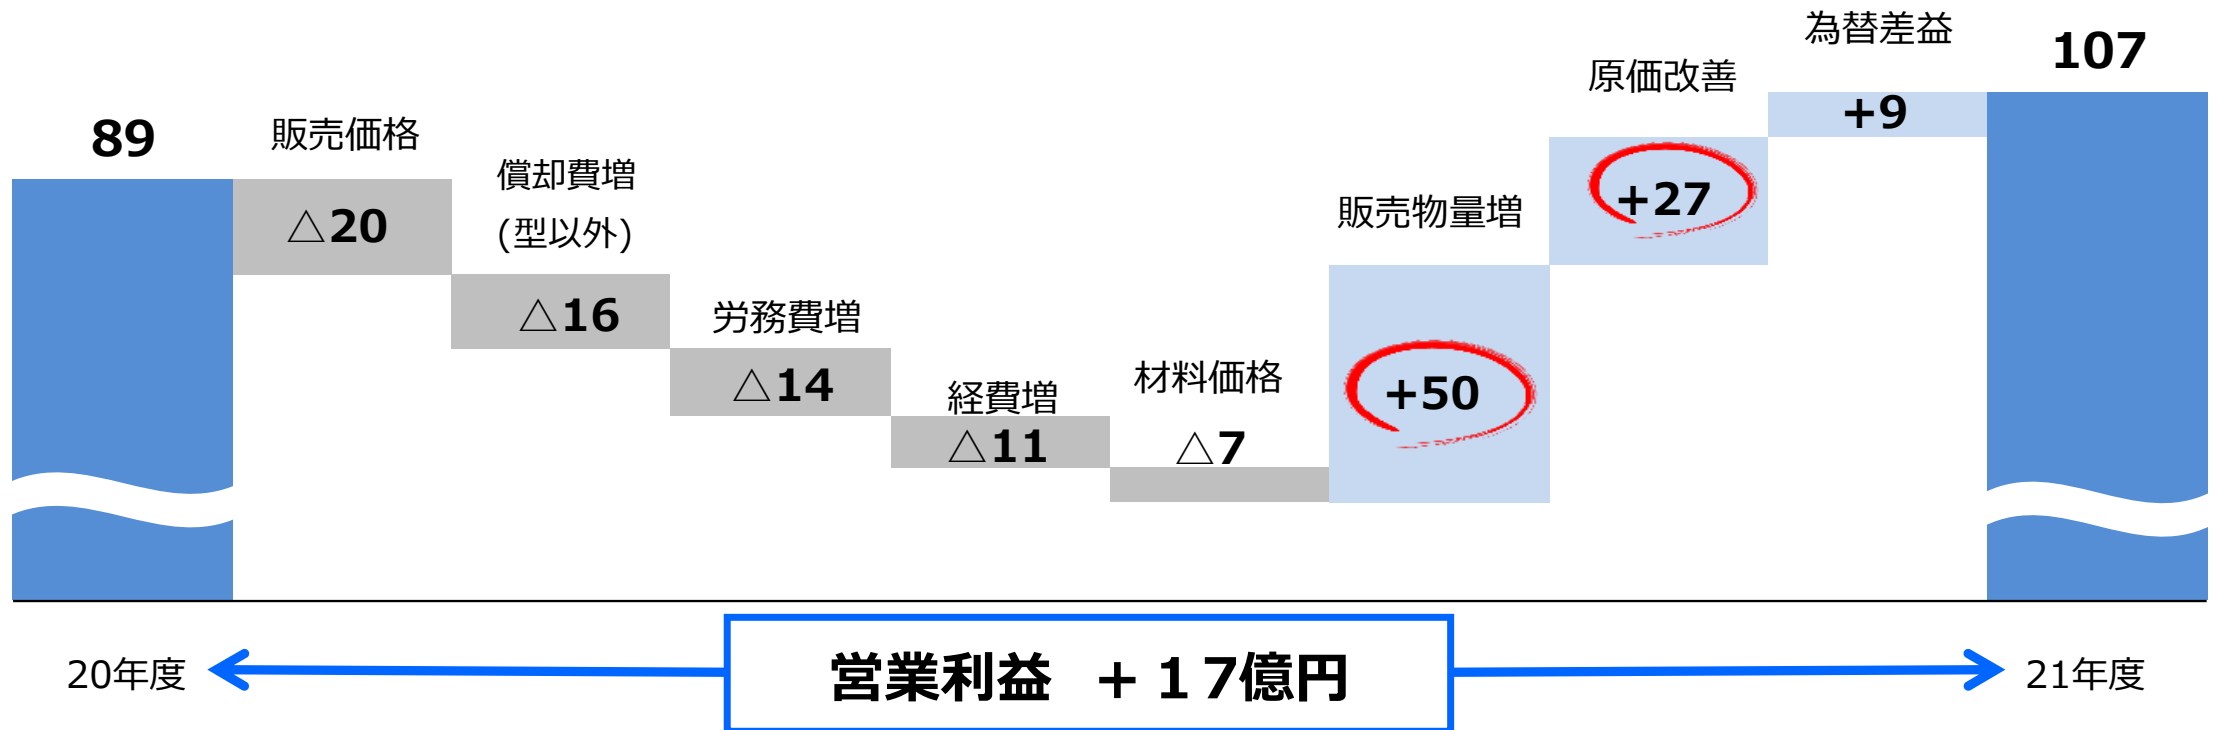 89
販売価格
△20
償却費増
(型以外)
△16
労務費増
△14
経費増
△11
材料価格
△7
販売物量増
+50
原価改善
+27
為替差益
+9
107
20年度
営業利益 ＋１７億円
21年度